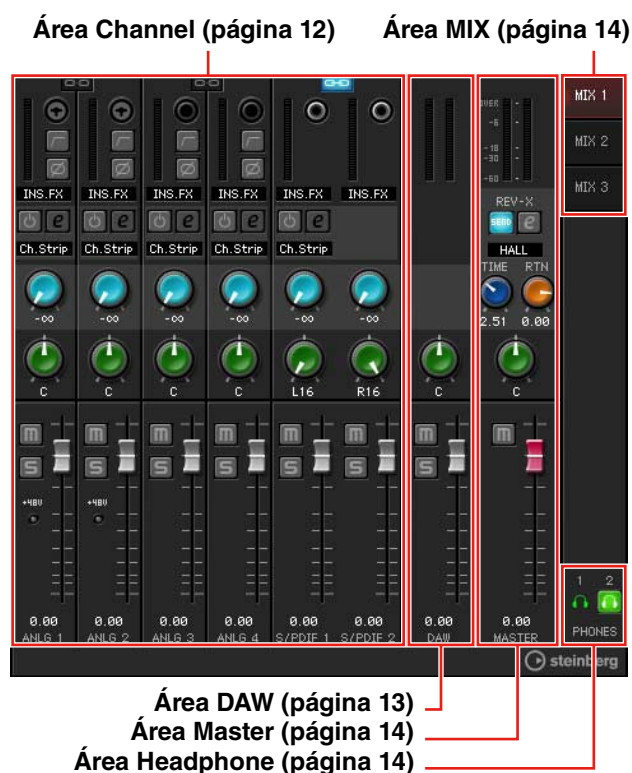 Área Channel (página 12) Área MIX (página 14)
OVER
-6
-18
-30
-60
MIX 1
MIX 2
MIX 3
INS.FX INS.FX INS.FX INS.FX INS.FX INS.FX
REV-X
SEND e
e e e e e
Ch.Strip Ch.Strip Ch.Strip Ch.Strip Ch.Strip
HALL
TIME RTN
-∞ -∞ -∞ -∞ -∞ -∞
2.51 0.00
C C C C L16 R16 C C
m m m m m m m
S S S S S S
+48V +48V
1 2
0.00 0.00 0.00 0.00 0.00 0.00 0.00 0.00
ANLG 1 ANLG 2 ANLG 3 ANLG 4 S/PDIF 1 S/PDIF 2 DAW MASTER PHONES
steinberg
Área DAW (página 13)
Área Master (página 14)
Área Headphone (página 14)